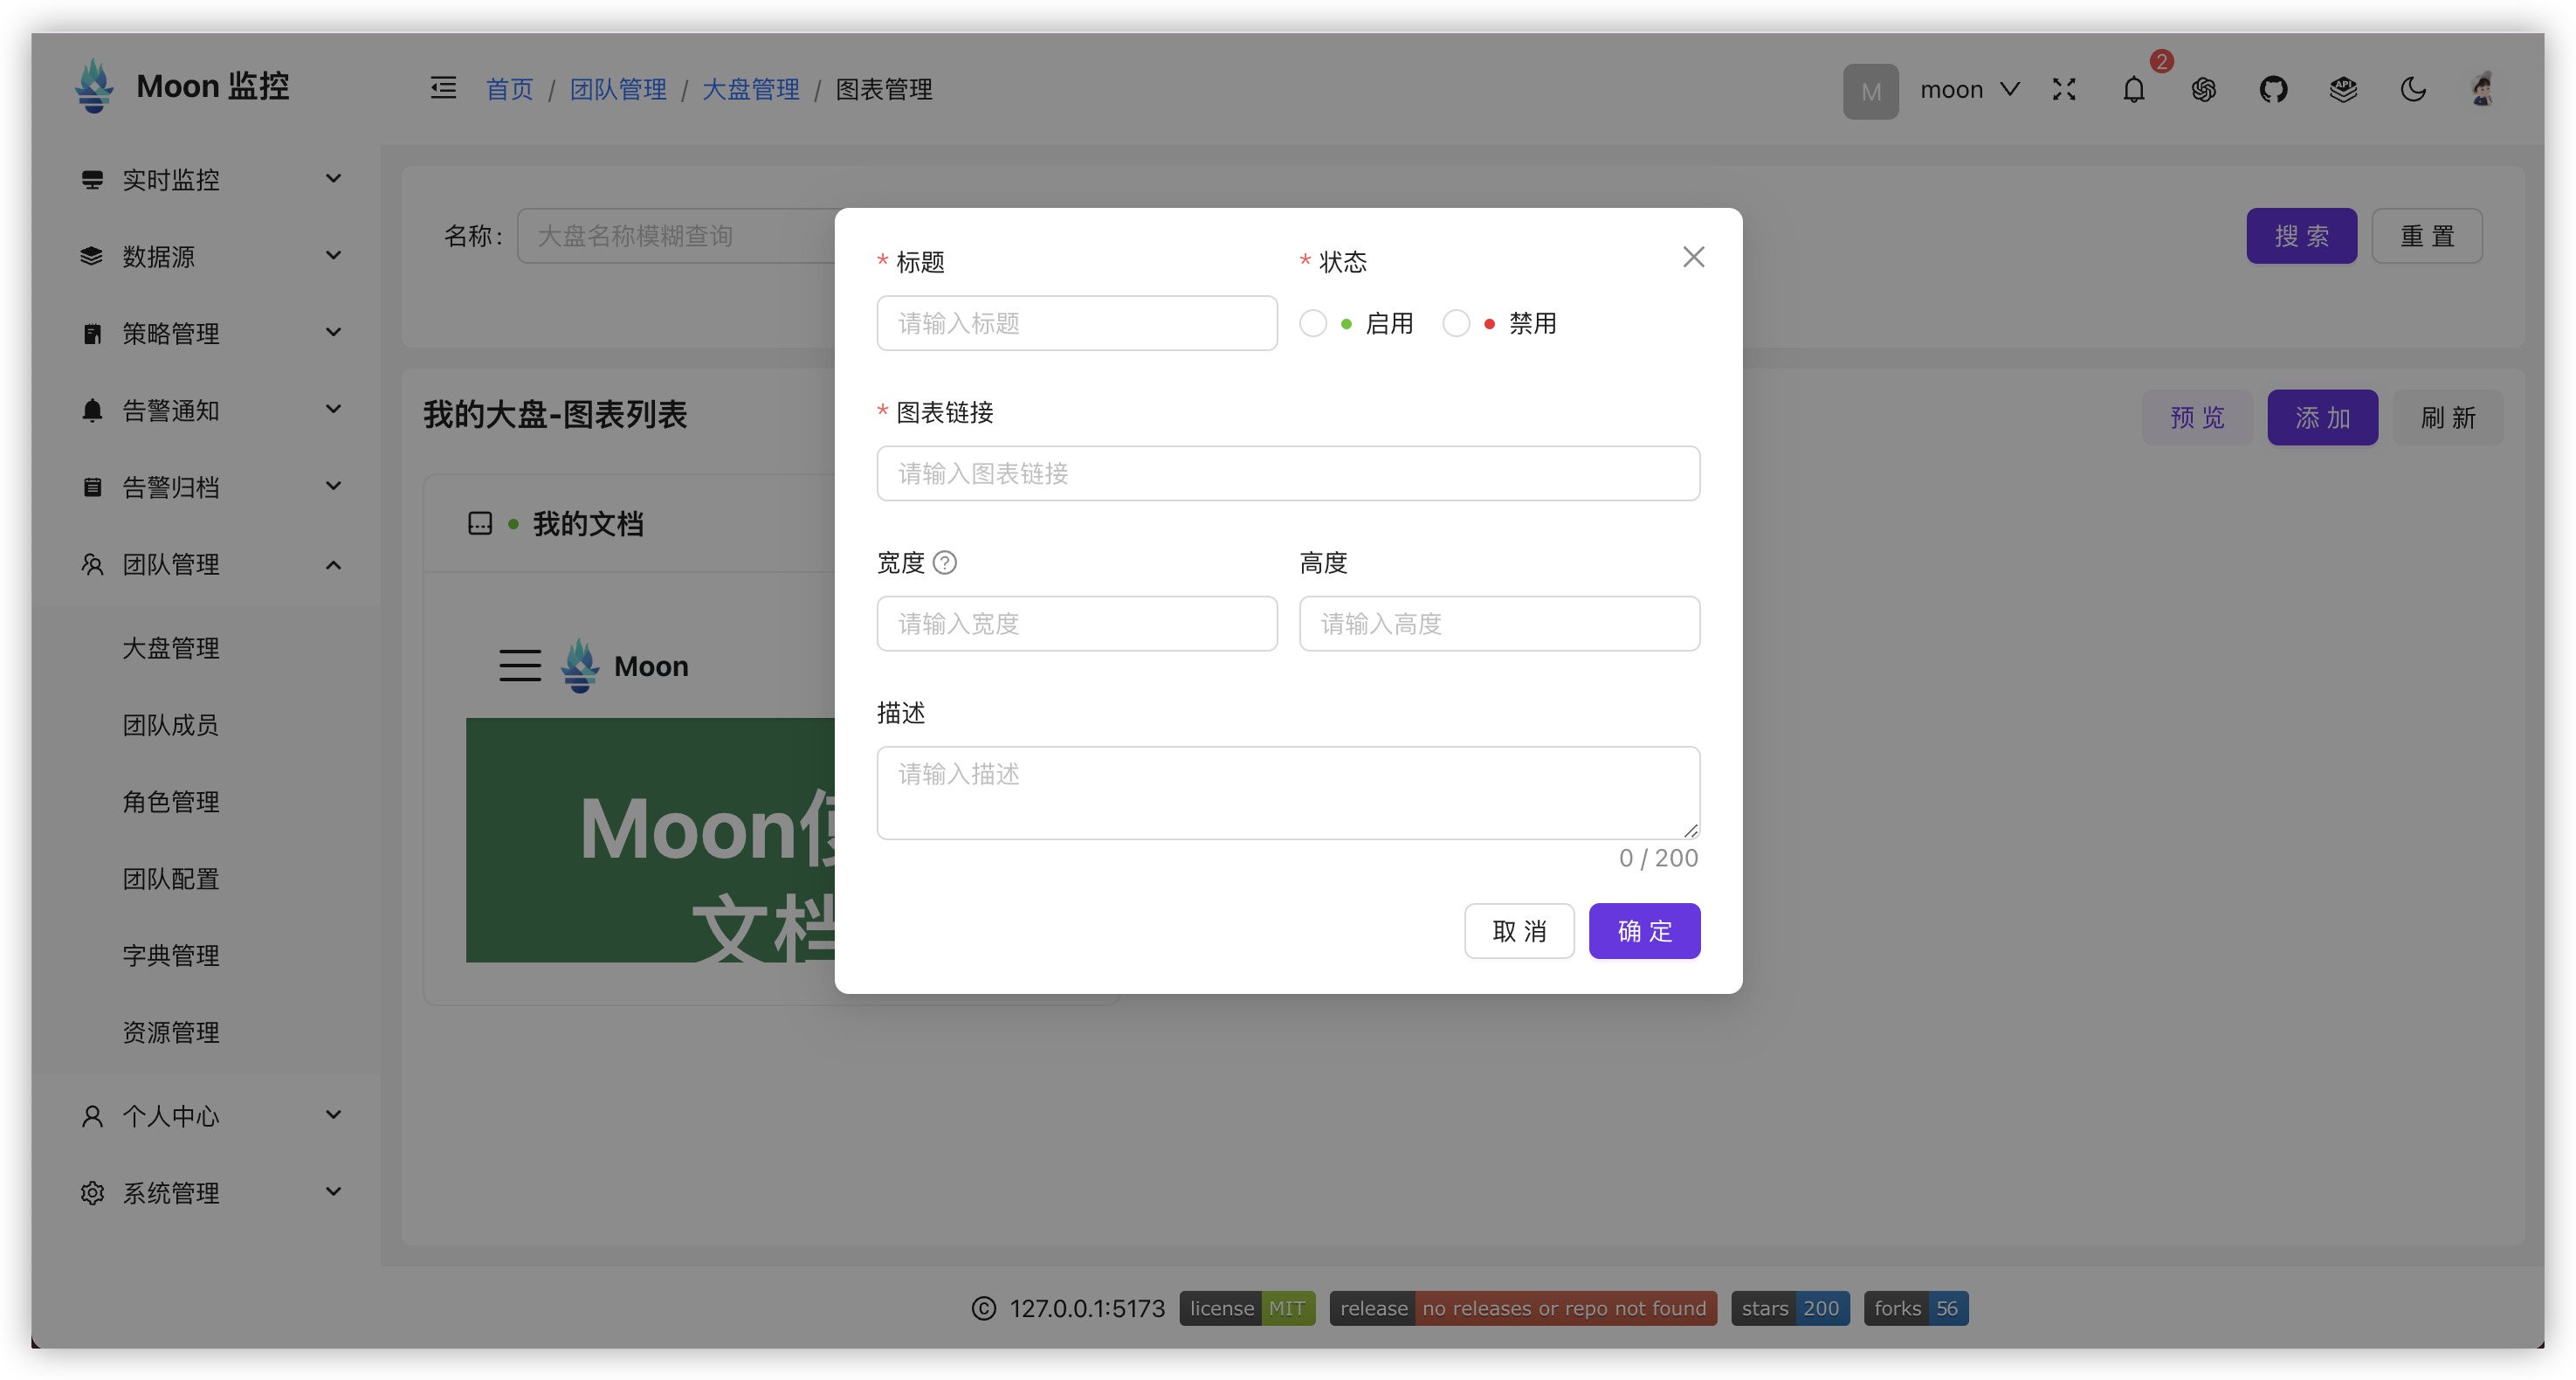 Moon 监控
首页 / 团队管理 / 大盘管理 / 图表管理
M moon
2
实时监控
数据源
策略管理
告警通知
告警归档
团队管理
大盘管理
团队成员
角色管理
团队配置
字典管理
资源管理
个人中心
系统管理
名称: 大盘名称模糊查询
搜 索 重 置
我的大盘-图表列表
预 览 添 加 刷 新
我的文档
Moon
Moon使
文档
* 标题 * 状态
请输入标题 启用 禁用
* 图表链接
请输入图表链接
宽度 高度
请输入宽度 请输入高度
描述
请输入描述
0 / 200
取 消 确 定
© 127.0.0.1:5173 license MIT release no releases or repo not found stars 200 forks 56